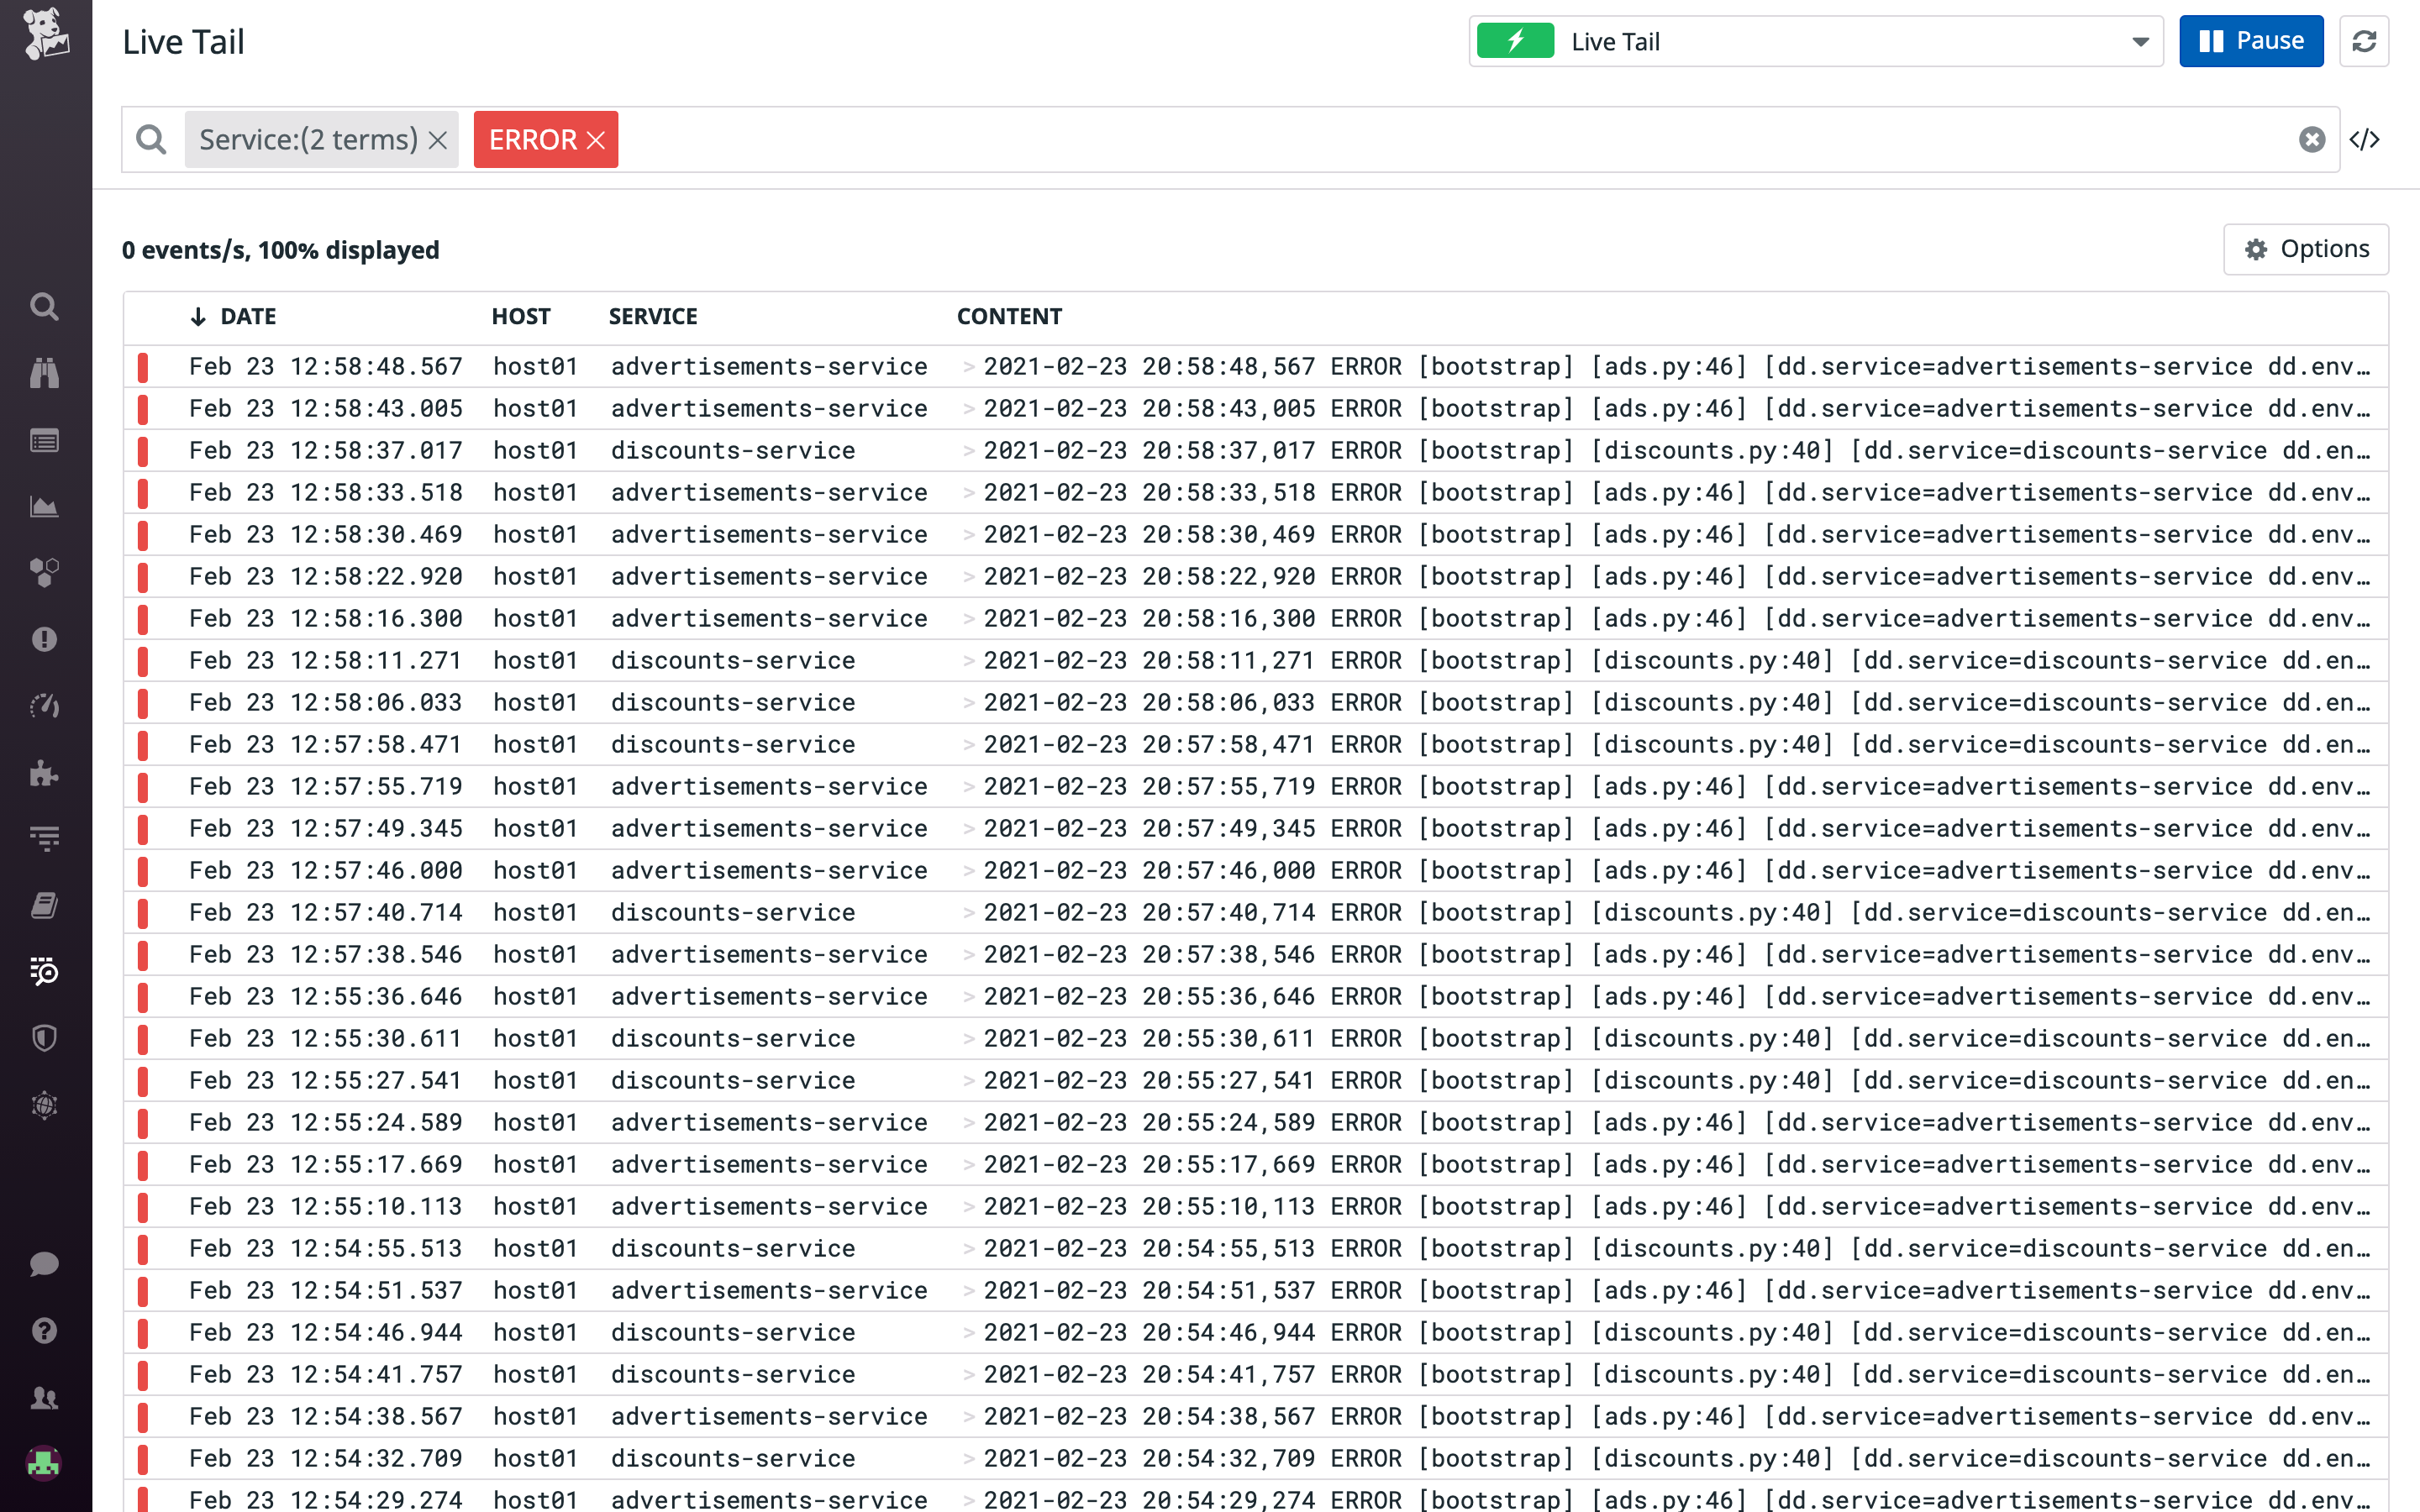 Live Tail
Live Tail
Pause
Service:(2 terms)
ERROR
</>
0 events/s, 100% displayed
Options
DATE HOST SERVICE CONTENT
Feb 23 12:58:48.567 host01 advertisements-service > 2021-02-23 20:58:48,567 ERROR [bootstrap] [ads.py:46] [dd.service=advertisements-service dd.env…
Feb 23 12:58:43.005 host01 advertisements-service > 2021-02-23 20:58:43,005 ERROR [bootstrap] [ads.py:46] [dd.service=advertisements-service dd.env…
Feb 23 12:58:37.017 host01 discounts-service > 2021-02-23 20:58:37,017 ERROR [bootstrap] [discounts.py:40] [dd.service=discounts-service dd.en…
Feb 23 12:58:33.518 host01 advertisements-service > 2021-02-23 20:58:33,518 ERROR [bootstrap] [ads.py:46] [dd.service=advertisements-service dd.env…
Feb 23 12:58:30.469 host01 advertisements-service > 2021-02-23 20:58:30,469 ERROR [bootstrap] [ads.py:46] [dd.service=advertisements-service dd.env…
Feb 23 12:58:22.920 host01 advertisements-service > 2021-02-23 20:58:22,920 ERROR [bootstrap] [ads.py:46] [dd.service=advertisements-service dd.env…
Feb 23 12:58:16.300 host01 advertisements-service > 2021-02-23 20:58:16,300 ERROR [bootstrap] [ads.py:46] [dd.service=advertisements-service dd.env…
Feb 23 12:58:11.271 host01 discounts-service > 2021-02-23 20:58:11,271 ERROR [bootstrap] [discounts.py:40] [dd.service=discounts-service dd.en…
Feb 23 12:58:06.033 host01 discounts-service > 2021-02-23 20:58:06,033 ERROR [bootstrap] [discounts.py:40] [dd.service=discounts-service dd.en…
Feb 23 12:57:58.471 host01 discounts-service > 2021-02-23 20:57:58,471 ERROR [bootstrap] [discounts.py:40] [dd.service=discounts-service dd.en…
Feb 23 12:57:55.719 host01 advertisements-service > 2021-02-23 20:57:55,719 ERROR [bootstrap] [ads.py:46] [dd.service=advertisements-service dd.env…
Feb 23 12:57:49.345 host01 advertisements-service > 2021-02-23 20:57:49,345 ERROR [bootstrap] [ads.py:46] [dd.service=advertisements-service dd.env…
Feb 23 12:57:46.000 host01 advertisements-service > 2021-02-23 20:57:46,000 ERROR [bootstrap] [ads.py:46] [dd.service=advertisements-service dd.env…
Feb 23 12:57:40.714 host01 discounts-service > 2021-02-23 20:57:40,714 ERROR [bootstrap] [discounts.py:40] [dd.service=discounts-service dd.en…
Feb 23 12:57:38.546 host01 advertisements-service > 2021-02-23 20:57:38,546 ERROR [bootstrap] [ads.py:46] [dd.service=advertisements-service dd.env…
Feb 23 12:55:36.646 host01 advertisements-service > 2021-02-23 20:55:36,646 ERROR [bootstrap] [ads.py:46] [dd.service=advertisements-service dd.env…
Feb 23 12:55:30.611 host01 discounts-service > 2021-02-23 20:55:30,611 ERROR [bootstrap] [discounts.py:40] [dd.service=discounts-service dd.en…
Feb 23 12:55:27.541 host01 discounts-service > 2021-02-23 20:55:27,541 ERROR [bootstrap] [discounts.py:40] [dd.service=discounts-service dd.en…
Feb 23 12:55:24.589 host01 advertisements-service > 2021-02-23 20:55:24,589 ERROR [bootstrap] [ads.py:46] [dd.service=advertisements-service dd.env…
Feb 23 12:55:17.669 host01 advertisements-service > 2021-02-23 20:55:17,669 ERROR [bootstrap] [ads.py:46] [dd.service=advertisements-service dd.env…
Feb 23 12:55:10.113 host01 advertisements-service > 2021-02-23 20:55:10,113 ERROR [bootstrap] [ads.py:46] [dd.service=advertisements-service dd.env…
Feb 23 12:54:55.513 host01 discounts-service > 2021-02-23 20:54:55,513 ERROR [bootstrap] [discounts.py:40] [dd.service=discounts-service dd.en…
Feb 23 12:54:51.537 host01 advertisements-service > 2021-02-23 20:54:51,537 ERROR [bootstrap] [ads.py:46] [dd.service=advertisements-service dd.env…
Feb 23 12:54:46.944 host01 discounts-service > 2021-02-23 20:54:46,944 ERROR [bootstrap] [discounts.py:40] [dd.service=discounts-service dd.en…
Feb 23 12:54:41.757 host01 discounts-service > 2021-02-23 20:54:41,757 ERROR [bootstrap] [discounts.py:40] [dd.service=discounts-service dd.en…
Feb 23 12:54:38.567 host01 advertisements-service > 2021-02-23 20:54:38,567 ERROR [bootstrap] [ads.py:46] [dd.service=advertisements-service dd.env…
Feb 23 12:54:32.709 host01 discounts-service > 2021-02-23 20:54:32,709 ERROR [bootstrap] [discounts.py:40] [dd.service=discounts-service dd.en…
Feb 23 12:54:29.274 host01 advertisements-service > 2021-02-23 20:54:29,274 ERROR [bootstrap] [ads.py:46] [dd.service=advertisements-service dd.env…